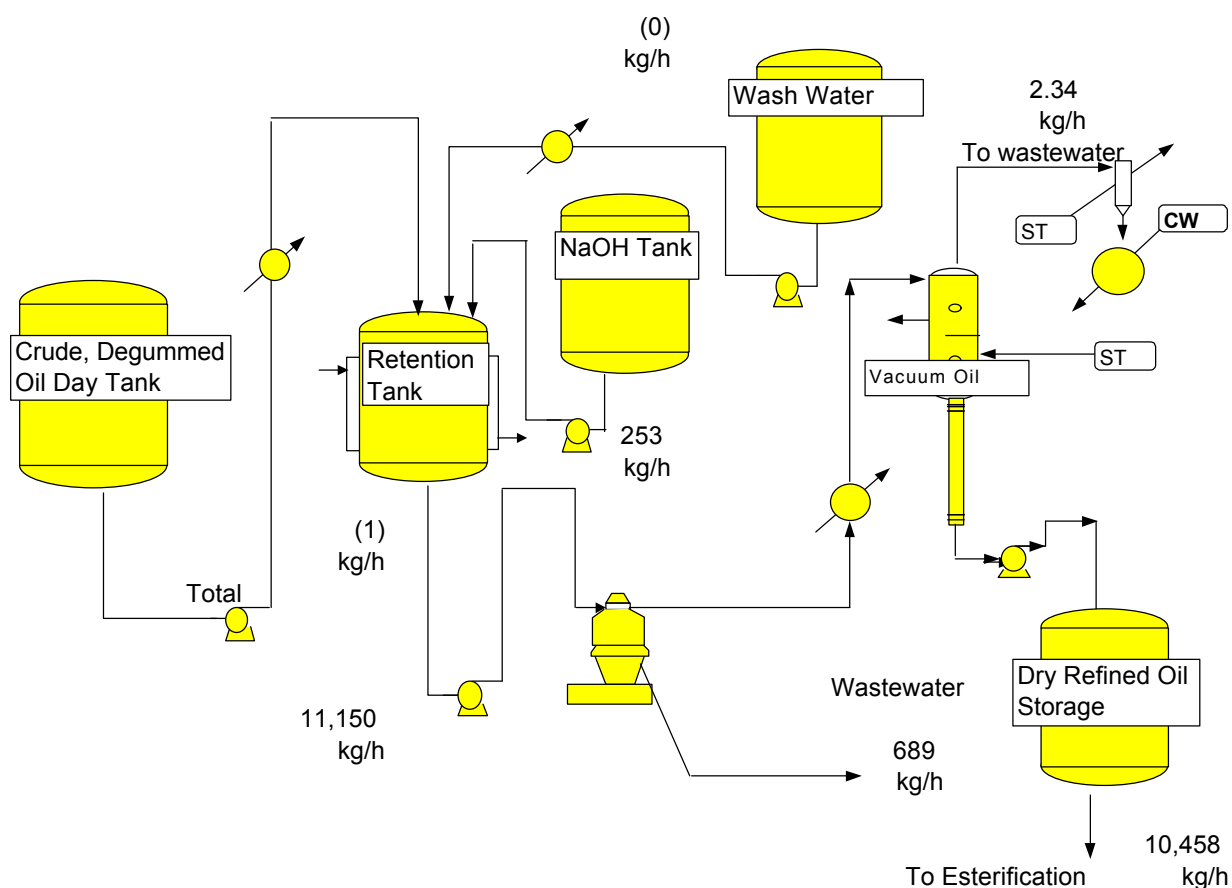 (0)
kg/h
Wash Water
2.34
kg/h
To wastewater
ST
CW
NaOH Tank
Crude, Degummed
Oil Day Tank
Retention
Tank
ST
Vacuum Oil
253
kg/h
(1)
kg/h
Total
11,150
kg/h
Wastewater
689
kg/h
Dry Refined Oil
Storage
10,458
To Esterification kg/h